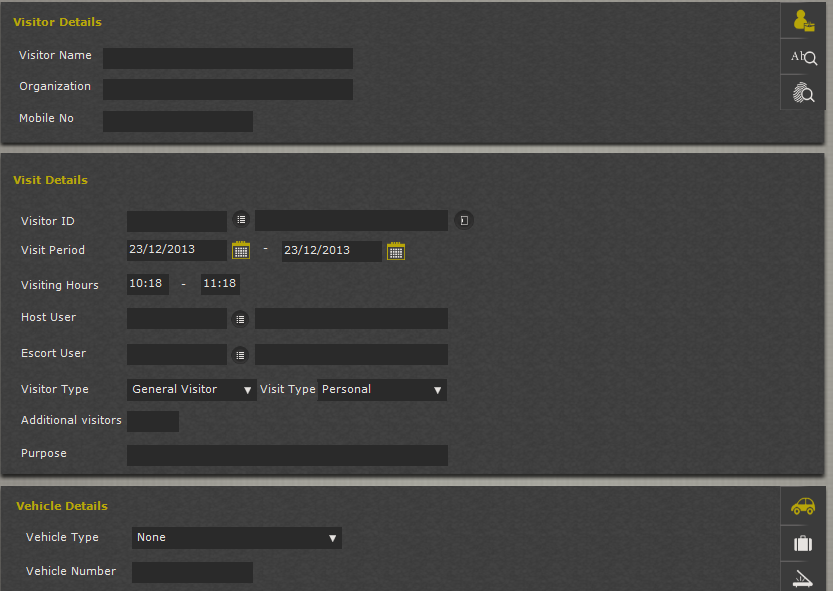 Visitor Details
Visitor Name
Ab
Organization
Mobile No
Visit Details
Visitor ID
Visit Period 23/12/2013 - 23/12/2013
Visiting Hours 10:18 - 11:18
Host User
Escort User
Visitor Type General Visitor Visit Type Personal
Additional visitors
Purpose
Vehicle Details
Vehicle Type None
Vehicle Number